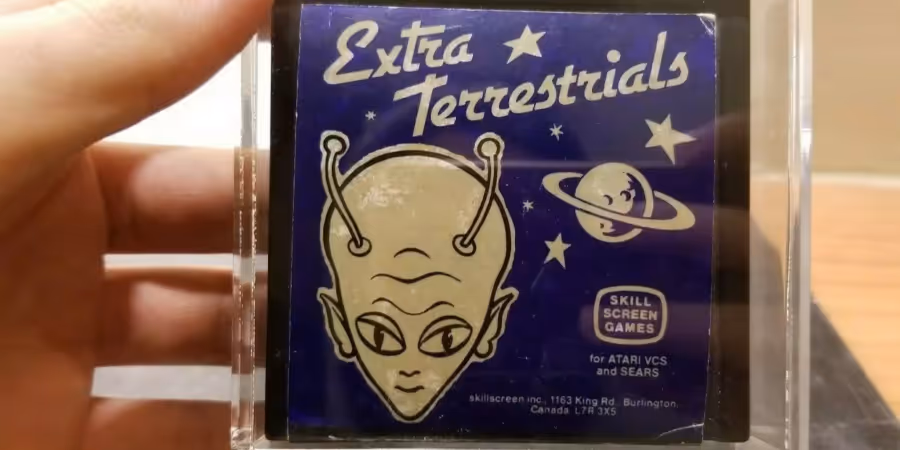 Extra
Terrestrials
SKILL
SCREEN
GAMES
for ATARI VCS
and SEARS
skillscreen inc., 1163 King Rd. Burlington,
Canada L7R 3X5